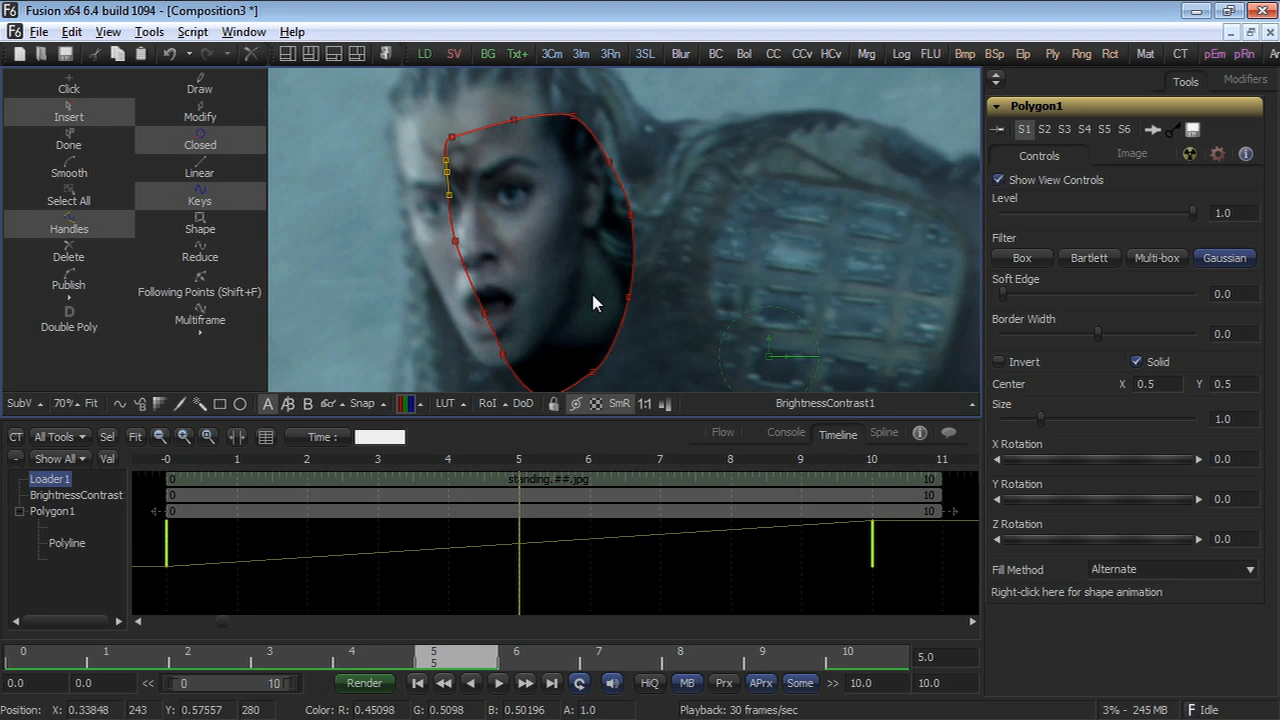 Fusion x64 6.4 build 1094 - [Composition3 *]
File Edit View Tools Script Window Help
LD SV BG Txt+ 3Cm 3Im 3Rn 3SL Blur BC Bol CC CCv HCv Mrg Log FLU Bmp BSp Elp Ply Rng Rct Mat CT pEm pRn
Click Draw
Insert Modify
Done Closed
Smooth Linear
Select All Keys
Handles Shape
Delete Reduce
Publish Following Points (Shift+F)
Double Poly Multiframe
Tools Modifiers
Polygon1
S1 S2 S3 S4 S5 S6
Controls Image
Show View Controls
Level
1.0
Filter
Box Bartlett Multi-box Gaussian
Soft Edge
0.0
Border Width
0.0
Invert Solid
Center X 0.5 Y 0.5
Size
1.0
X Rotation
0.0
Y Rotation
0.0
Z Rotation
0.0
Fill Method Alternate
Right-click here for shape animation
SubV 70% Fit A B Snap LUT RoI DoD SmR 1:1 BrightnessContrast1
CT All Tools Sel Fit Time : Flow Console Timeline Spline
- Show All Val -0 1 2 3 4 5 6 7 8 9 10 11
Loader1 0 standing.##.jpg 10
BrightnessContrast 0 10
Polygon1 0 10
Polyline
0 1 2 3 4 5 6 7 8 9 10
5 5.0
0.0 0.0 << 0 10 Render HiQ MB Prx APrx Some >> 10.0 10.0
Position: X: 0.33848 243 Y: 0.57557 280 Color: R: 0.45098 G: 0.5098 B: 0.50196 A: 1.0 Playback: 30 frames/sec 3% - 245 MB Idle